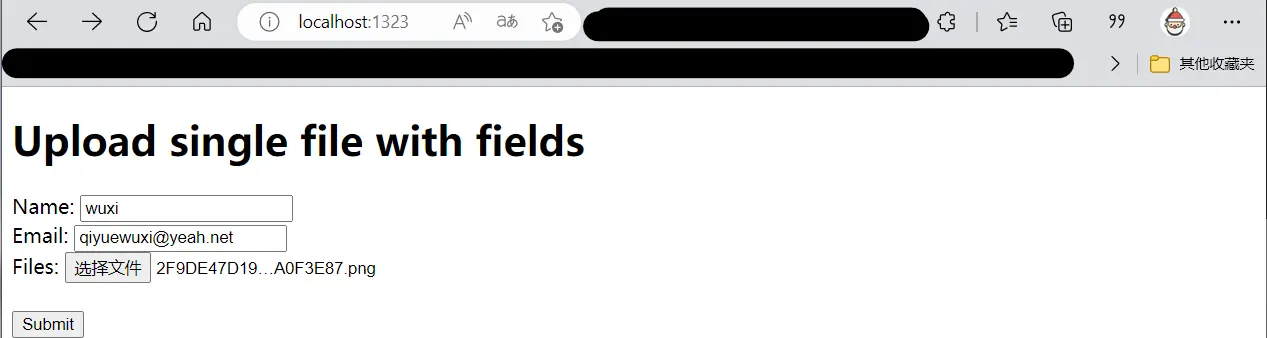 localhost:1323
其他收藏夹
Upload single file with fields
Name: wuxi
Email: qiyuewuxi@yeah.net
Files: 选择文件 2F9DE47D19...A0F3E87.png
Submit